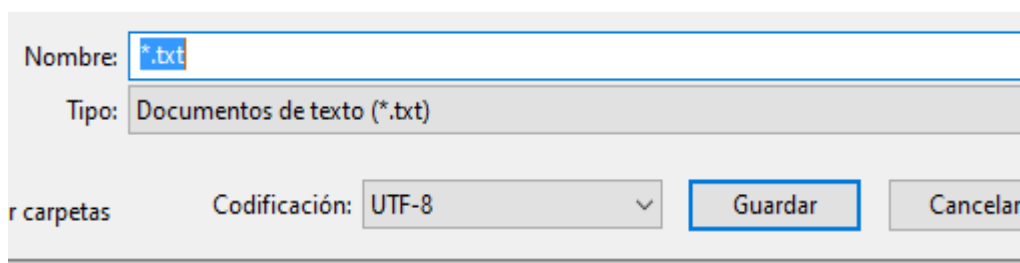 Nombre: *.txt
Tipo: Documentos de texto (*.txt)
r carpetas Codificación: UTF-8 Guardar Cancelar